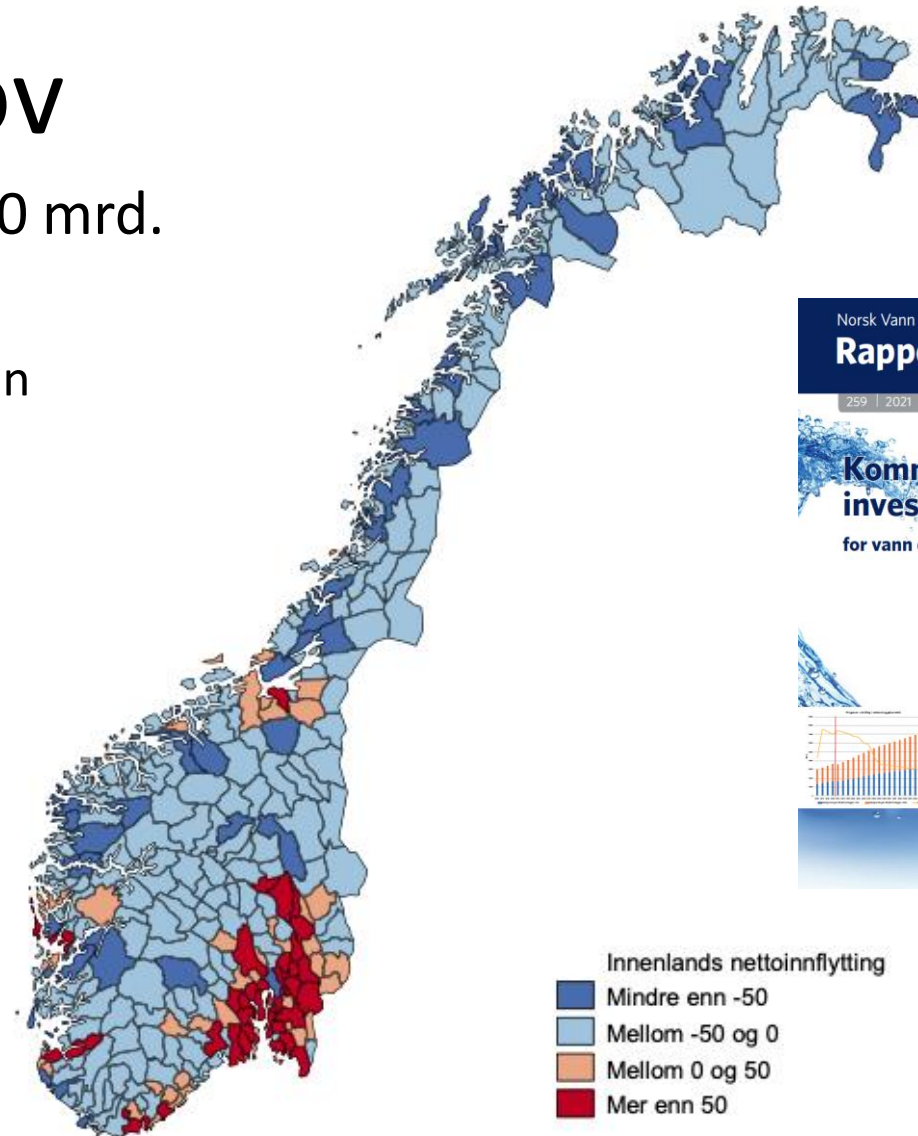 ov
0 mrd.
n
Norsk Vann
Rapp
259 | 2021
Komm
inves
for vann
Innenlands nettoinnflytting
Mindre enn -50
Mellom -50 og 0
Mellom 0 og 50
Mer enn 50